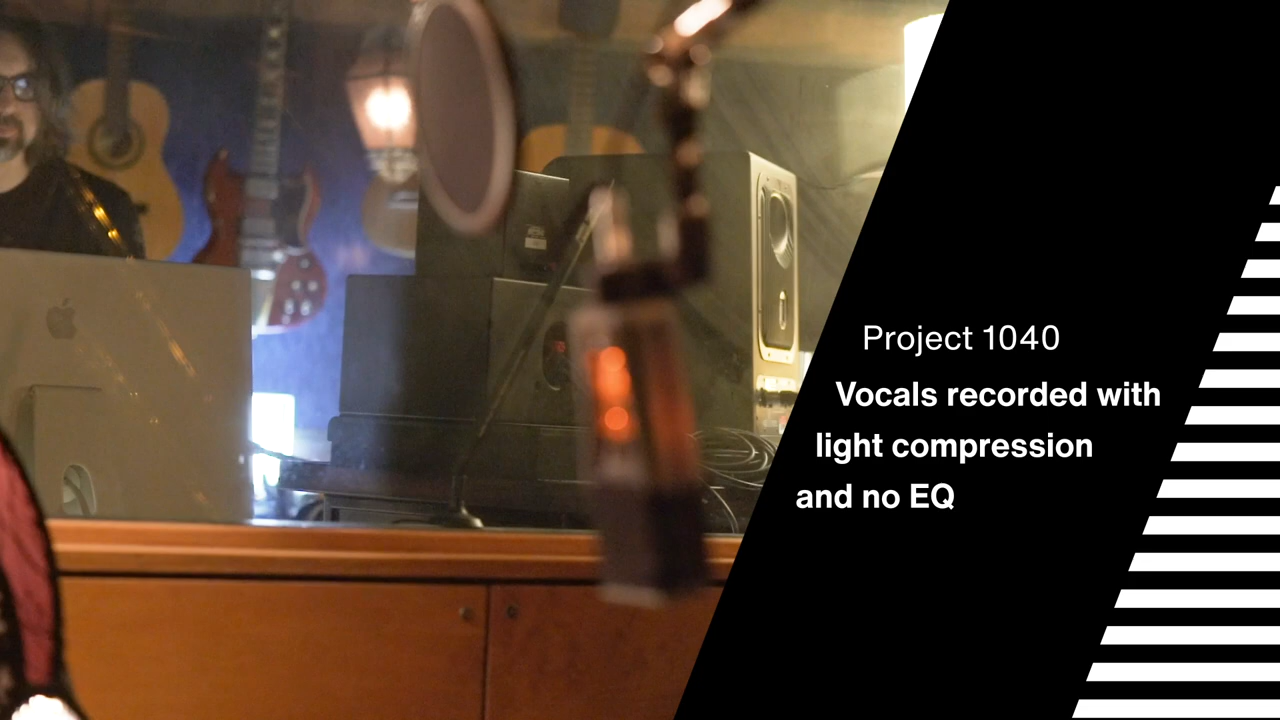 Project 1040
Vocals recorded with
light compression
and no EQ